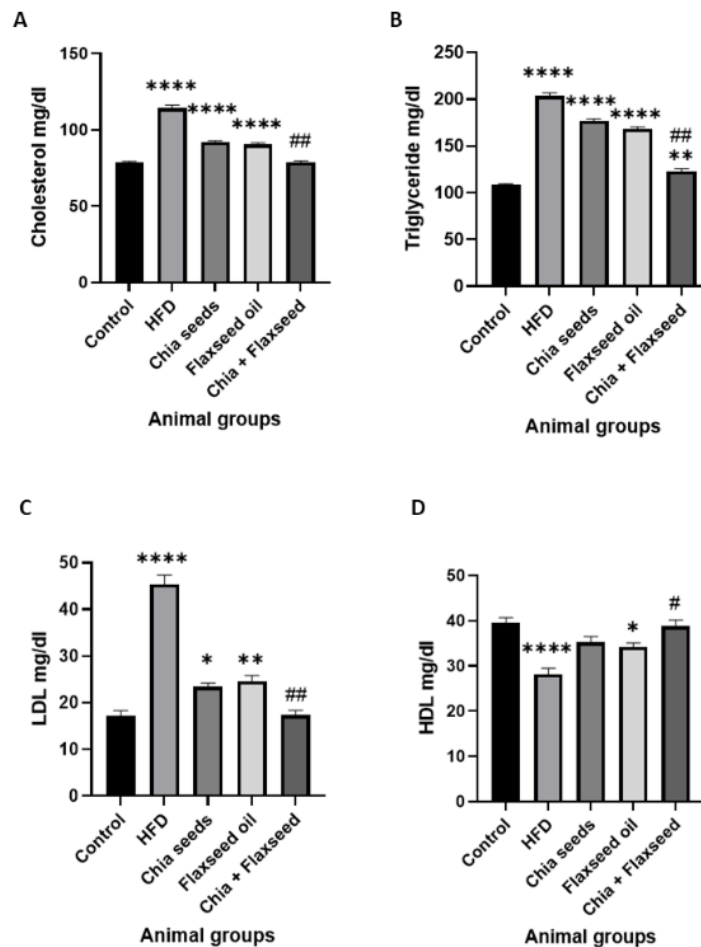 A
Cholesterol mg/dl
150
100
50
0
****
****
****
##
Control
HFD
Chia seeds
Flaxseed oil
Chia + Flaxseed
Animal groups
B
Triglyceride mg/dl
250
200
150
100
50
0
****
****
****
##
**
Control
HFD
Chia seeds
Flaxseed oil
Chia + Flaxseed
Animal groups
C
LDL mg/dl
50
40
30
20
10
0
****
*
**
##
Control
HFD
Chia seeds
Flaxseed oil
Chia + Flaxseed
Animal groups
D
HDL mg/dl
50
40
30
20
10
0
****
*
#
Control
HFD
Chia seeds
Flaxseed oil
Chia + Flaxseed
Animal groups